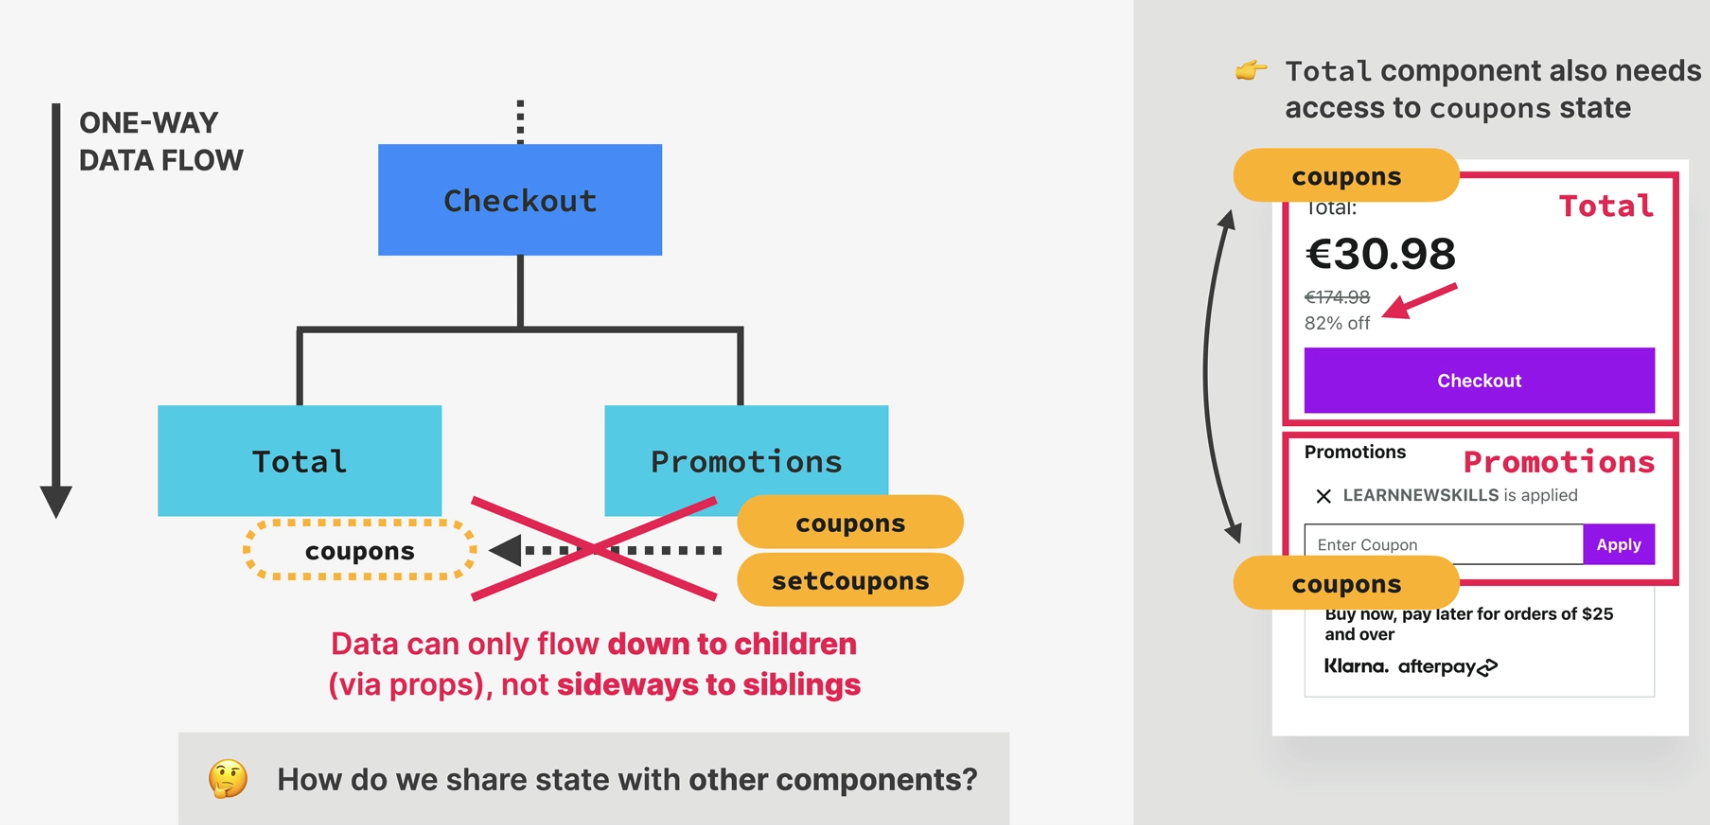 ONE-WAY
DATA FLOW
Checkout
Total
Promotions
coupons
coupons
setCoupons
Data can only flow down to children
(via props), not sideways to siblings
🤔 How do we share state with other components?
👉 Total component also needs
access to coupons state
coupons
Total:
Total
€30.98
€174.98
82% off
Checkout
Promotions
Promotions
LEARNNEWSKILLS is applied
Enter Coupon
Apply
coupons
Buy now, pay later for orders of $25
and over
Klarna. afterpay